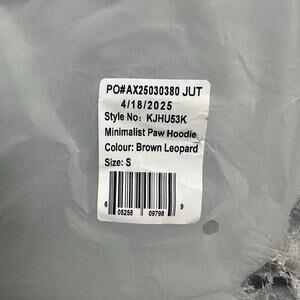 PO#AX25030380 JUT
4/18/2025
Style No: KJHU53K
Minimalist Paw Hoodie
Colour: Brown Leopard
Size: S
6 05258 09798 9